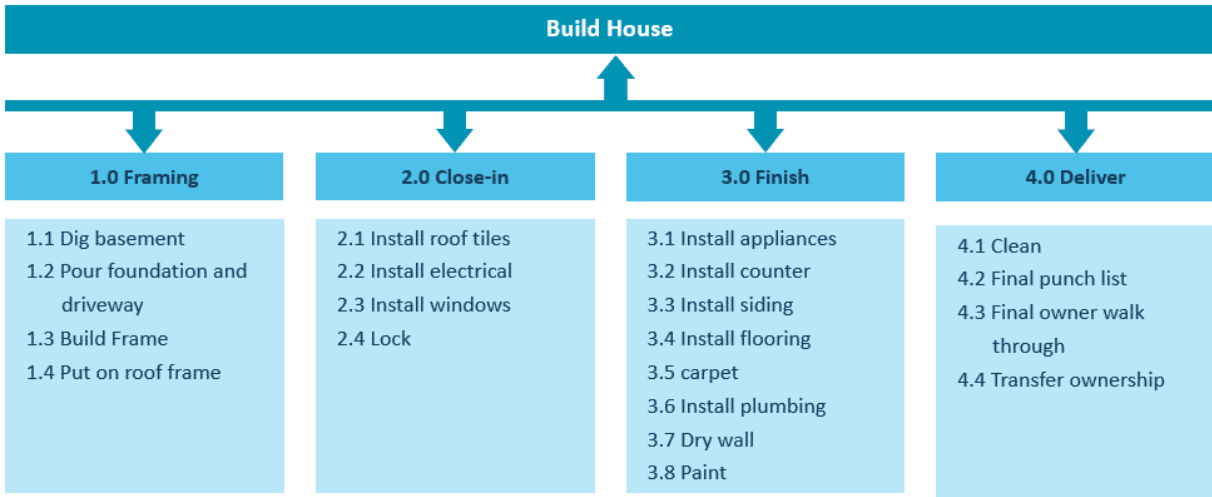 Build House
1.0 Framing
1.1 Dig basement
1.2 Pour foundation and
driveway
1.3 Build Frame
1.4 Put on roof frame
2.0 Close-in
2.1 Install roof tiles
2.2 Install electrical
2.3 Install windows
2.4 Lock
3.0 Finish
3.1 Install appliances
3.2 Install counter
3.3 Install siding
3.4 Install flooring
3.5 carpet
3.6 Install plumbing
3.7 Dry wall
3.8 Paint
4.0 Deliver
4.1 Clean
4.2 Final punch list
4.3 Final owner walk
through
4.4 Transfer ownership